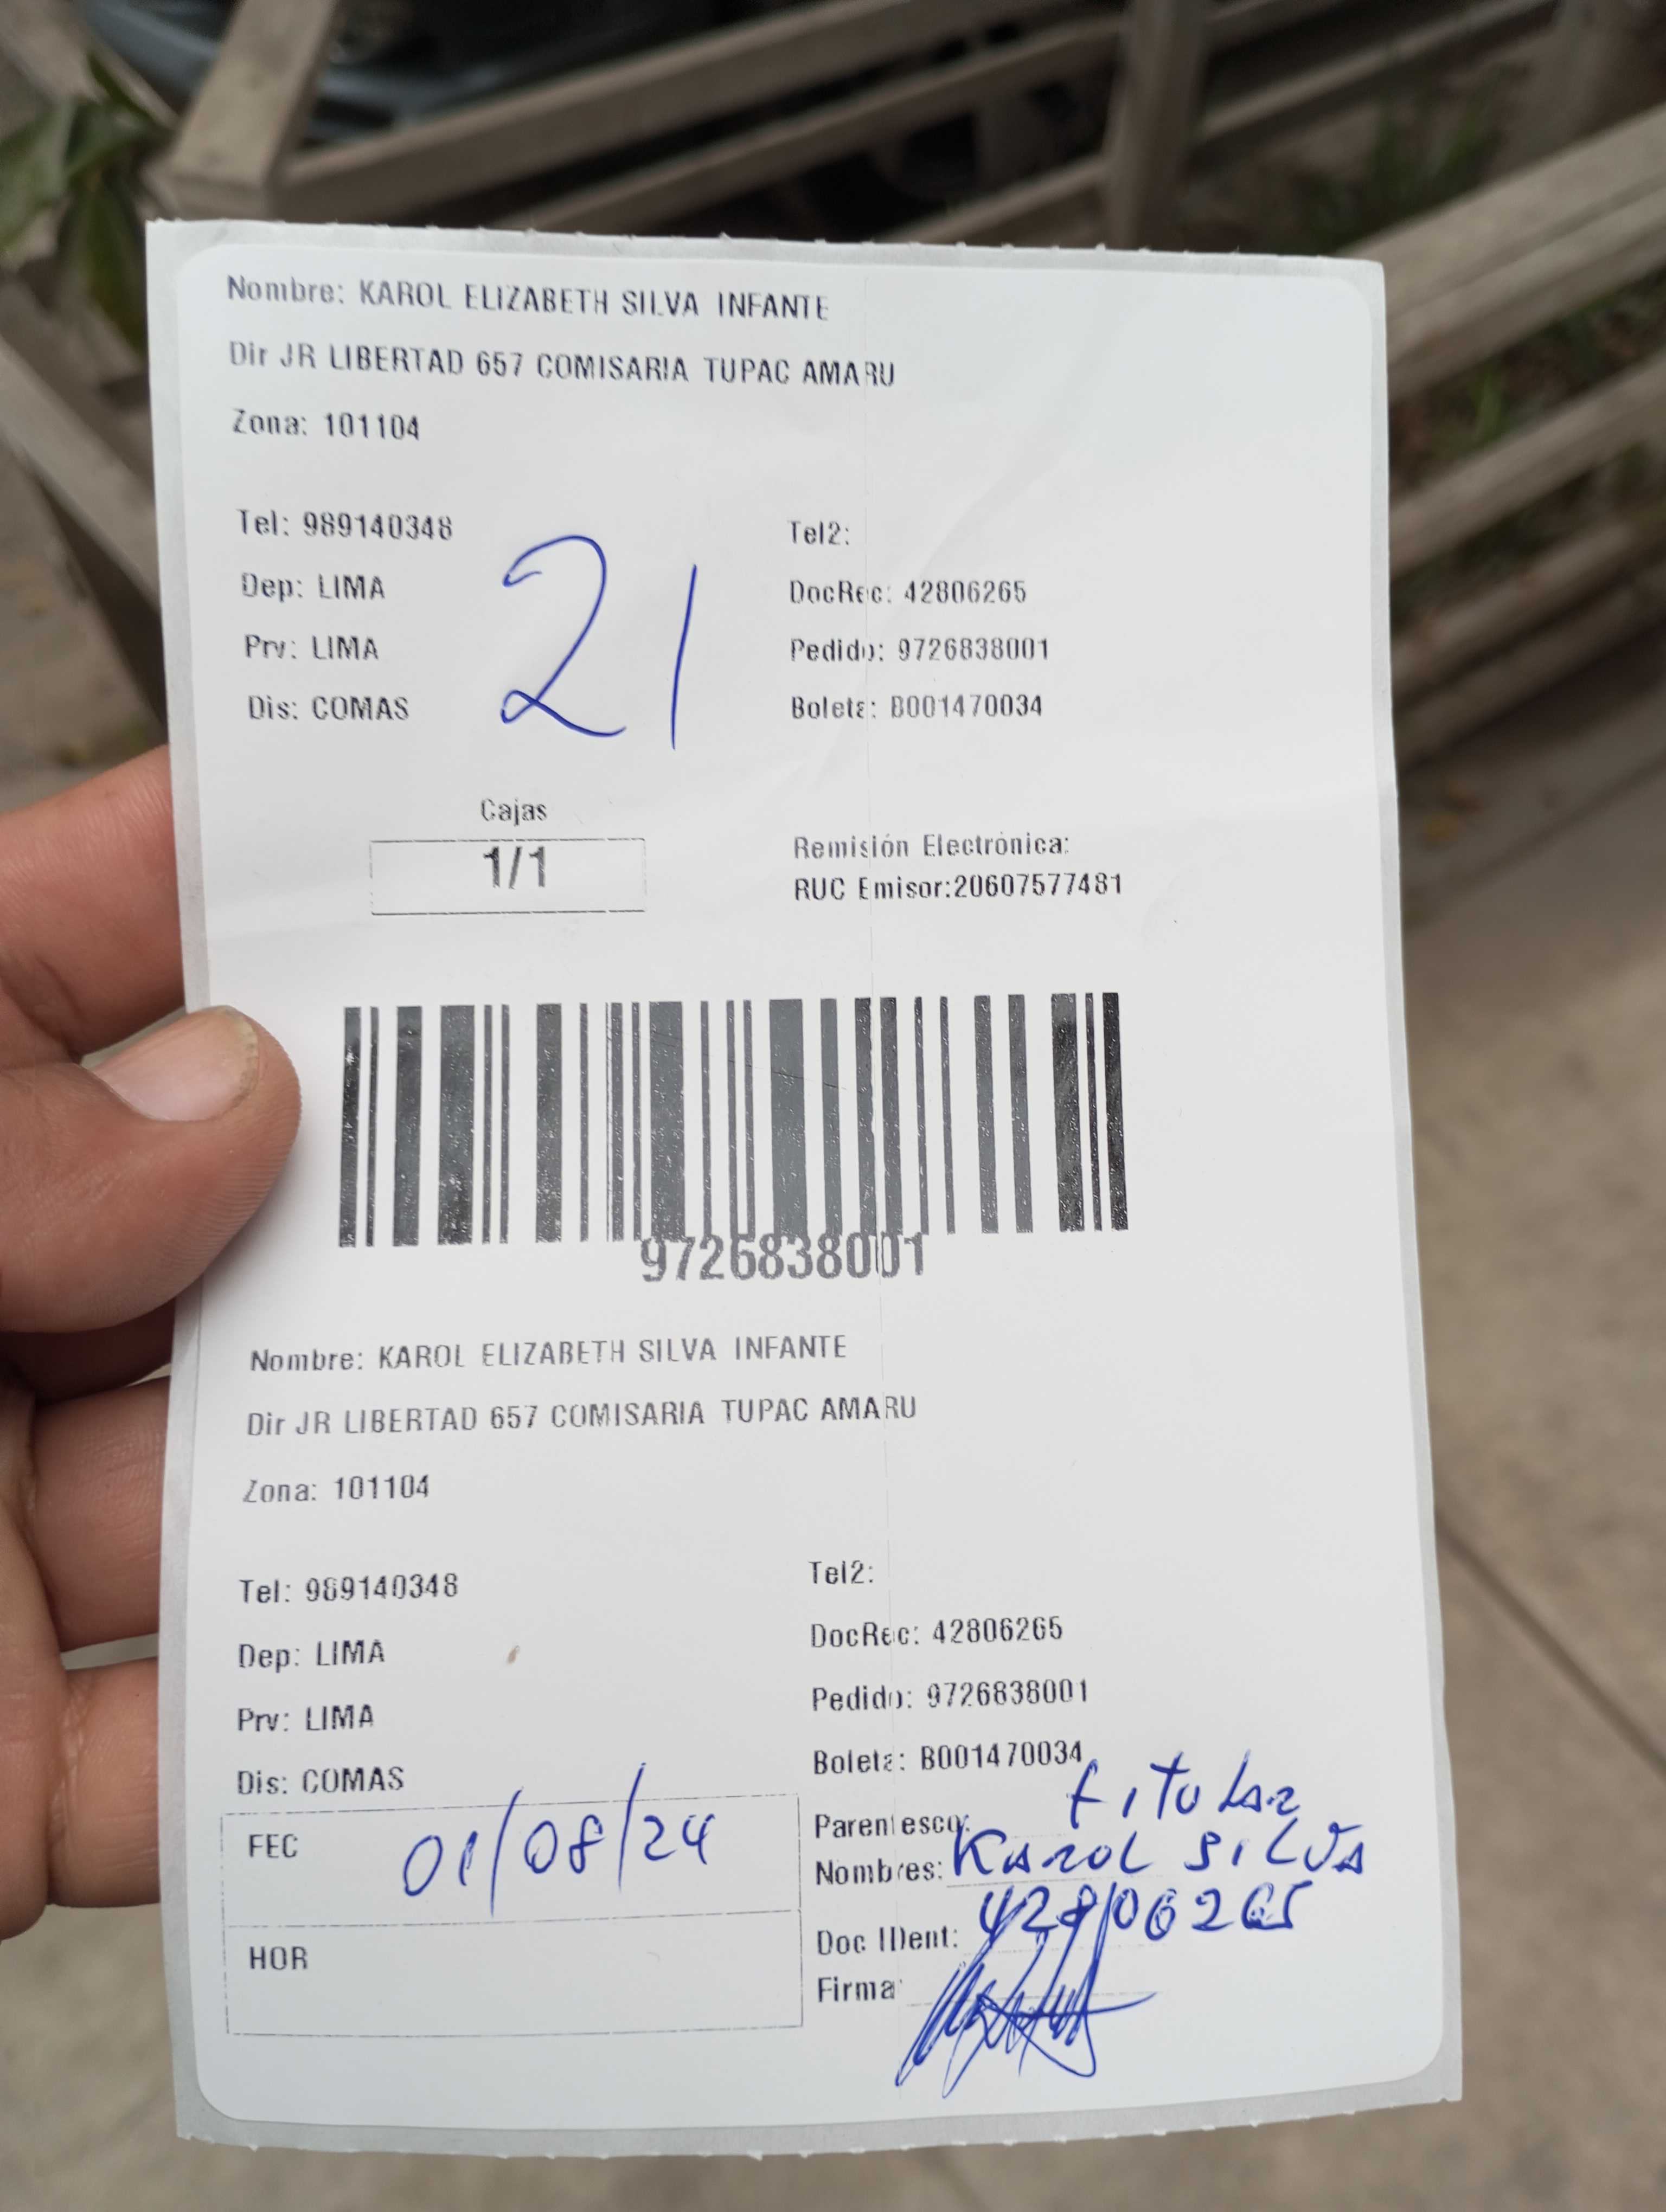 Nombre: KAROL ELIZABETH SILVA INFANTE
Dir JR LIBERTAD 657 COMISARIA TUPAC AMARU
Zona: 101104
Tel: 989140348
Tel2:
Dep: LIMA
DocRec: 42806265
Prv: LIMA
Pedido: 9726838001
Dis: COMAS
Boleta: B001470034
21
Cajas
1/1
Remisión Electrónica:
RUC Emisor:20607577481
9726838001
Nombre: KAROL ELIZABETH SILVA INFANTE
Dir JR LIBERTAD 657 COMISARIA TUPAC AMARU
Zona: 101104
Tel: 989140348
Tel2:
Dep: LIMA
DocRec: 42806265
Prv: LIMA
Pedido: 9726838001
Dis: COMAS
Boleta: B001470034
FEC 01/08/24
HOR
Parentesco: titular
Nombres: Karol Silva
Doc IDent: 42806265
Firma